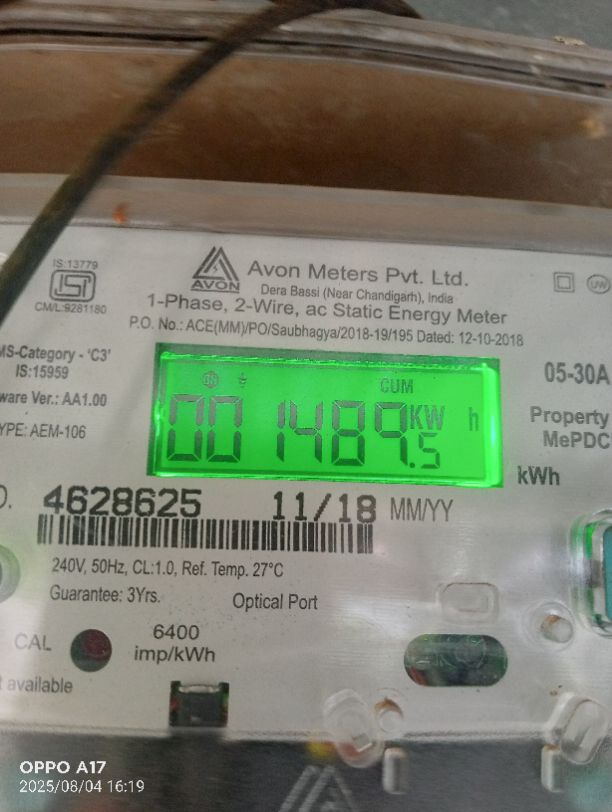 IS:13779
ISI
CM/L:9281180
AVON
Avon Meters Pvt. Ltd.
Dera Bassi (Near Chandigarh), India
1-Phase, 2-Wire, ac Static Energy Meter
P.O. No.: ACE(MM)/PO/Saubhagya/2018-19/195 Dated: 12-10-2018
MS-Category - 'C3'
IS:15959
ware Ver.: AA1.00
YPE: AEM-106
05-30A
Property
MePDC
CUM
001489.5 KW h
kWh
O. 4628625 11/18 MM/YY
240V, 50Hz, CL:1.0, Ref. Temp. 27°C
Guarantee: 3Yrs.
Optical Port
CAL
6400
imp/kWh
t available
OPPO A17
2025/08/04 16:19